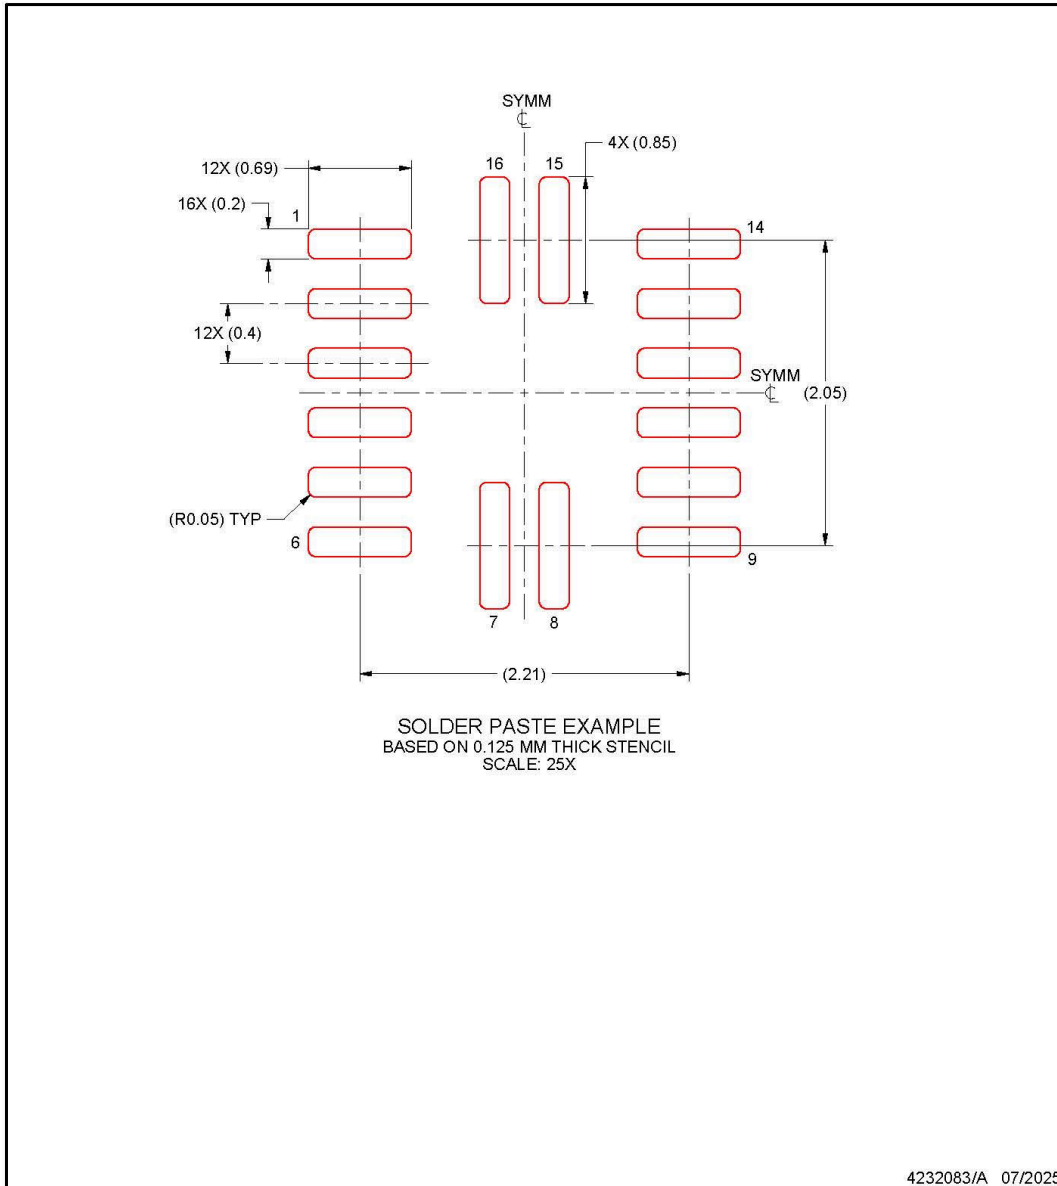 SYMM
℄
4X (0.85)
12X (0.69)
16 15
16X (0.2)
1
14
12X (0.4)
SYMM
℄
(2.05)
(R0.05) TYP
6
9
7 8
(2.21)
SOLDER PASTE EXAMPLE
BASED ON 0.125 MM THICK STENCIL
SCALE: 25X
4232083/A 07/2025